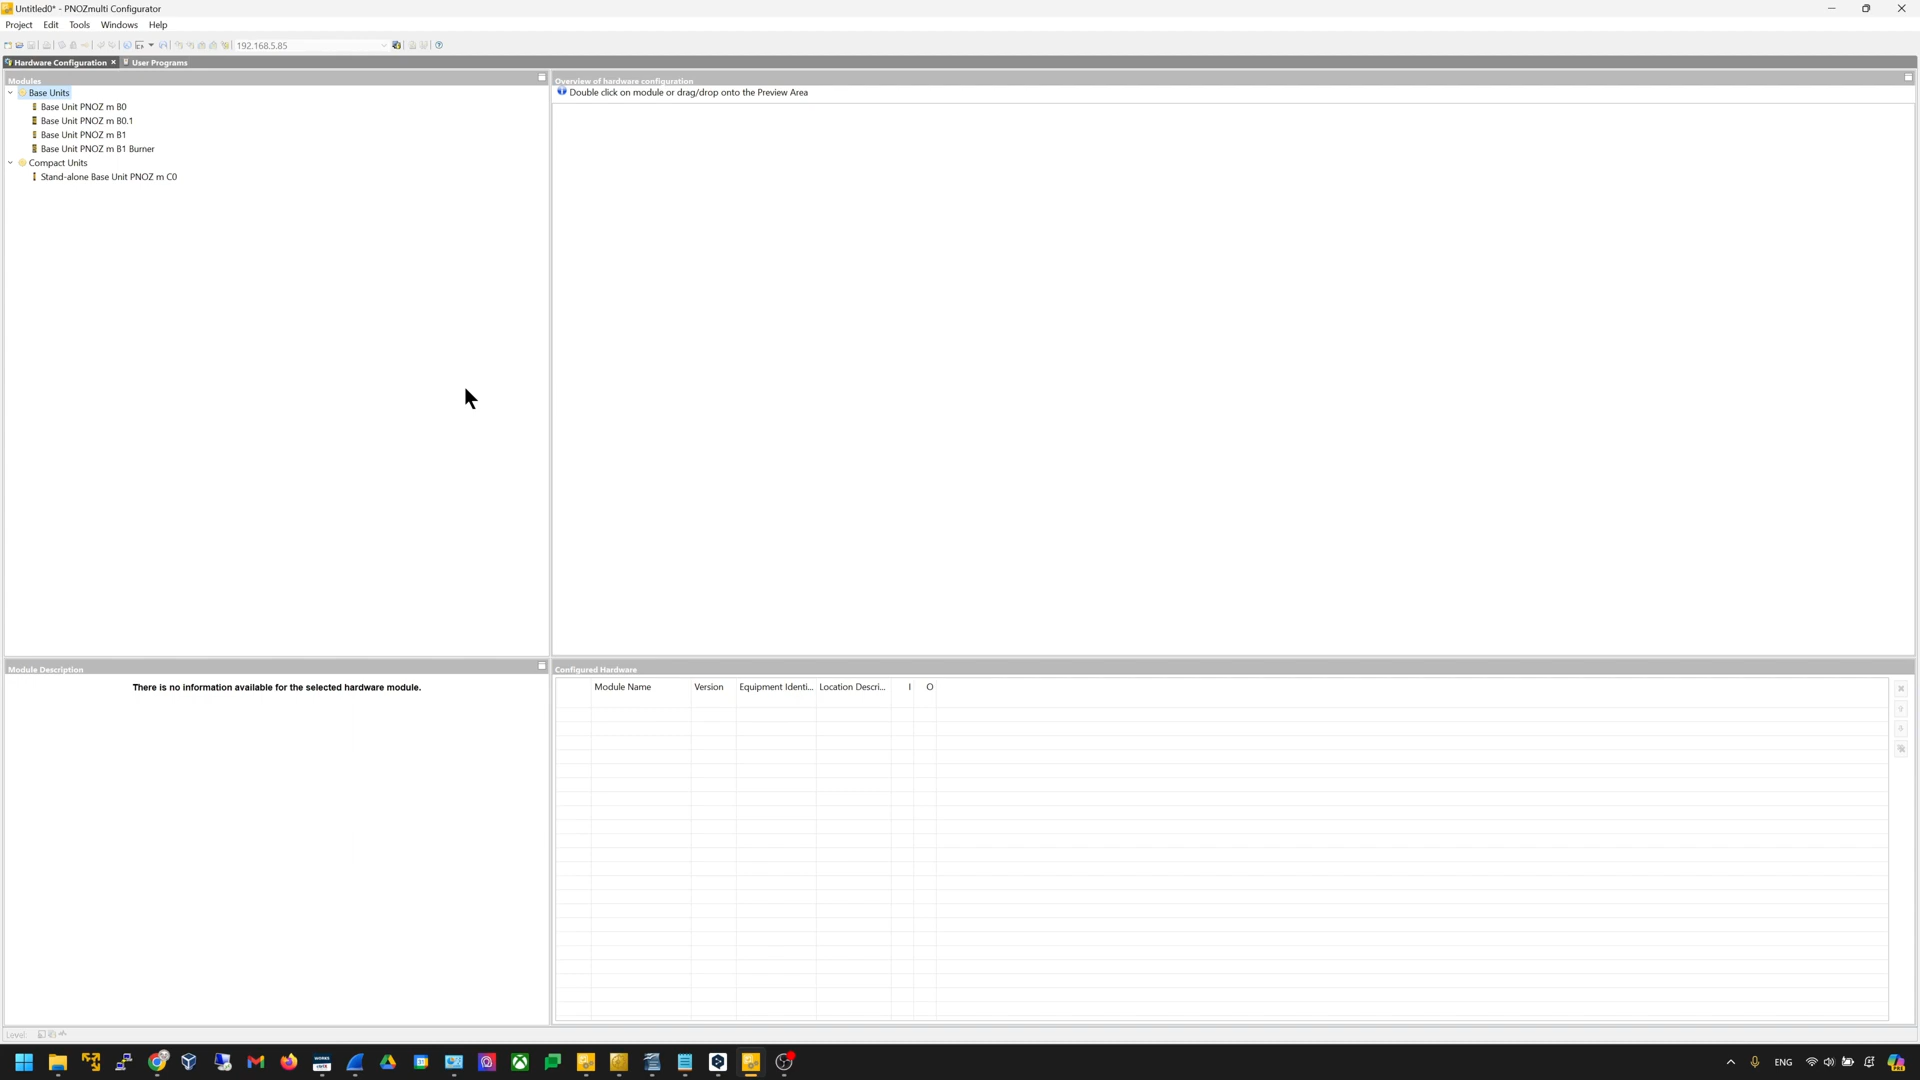 Untitled0* - PNOZmulti Configurator
Project Edit Tools Windows Help
192.168.5.85
Hardware Configuration User Programs
Modules
Base Units
Base Unit PNOZ m B0
Base Unit PNOZ m B0.1
Base Unit PNOZ m B1
Base Unit PNOZ m B1 Burner
Compact Units
Stand-alone Base Unit PNOZ m C0
Overview of hardware configuration
Double click on module or drag/drop onto the Preview Area
Module Description
There is no information available for the selected hardware module.
Configured Hardware
Module Name Version Equipment Identi... Location Descri... I O
Level:
ENG